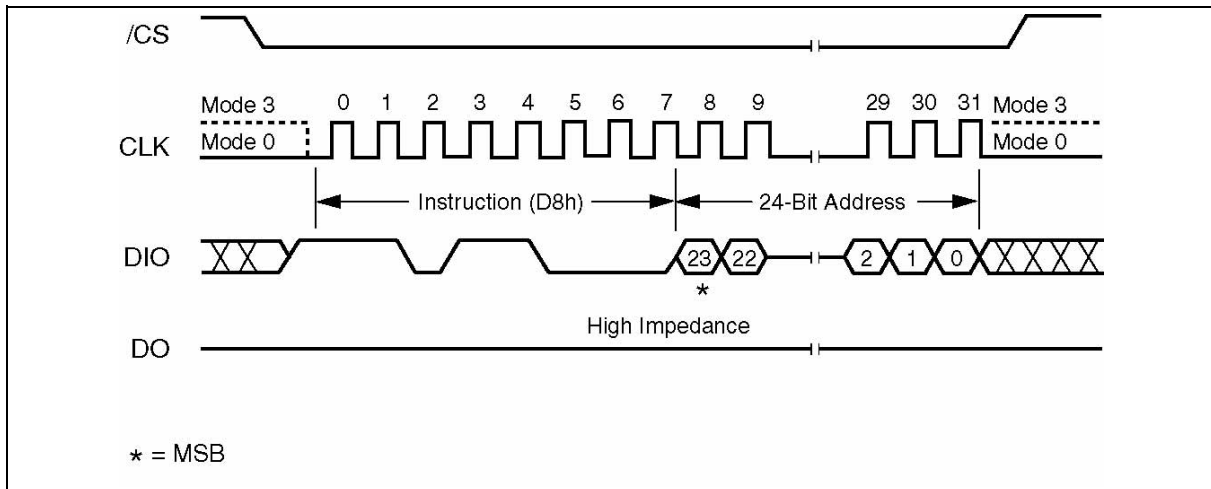 /CS
Mode 3 0 1 2 3 4 5 6 7 8 9 29 30 31 Mode 3
CLK Mode 0 Mode 0
Instruction (D8h) 24-Bit Address
DIO 23 22 2 1 0
*
High Impedance
DO
* = MSB